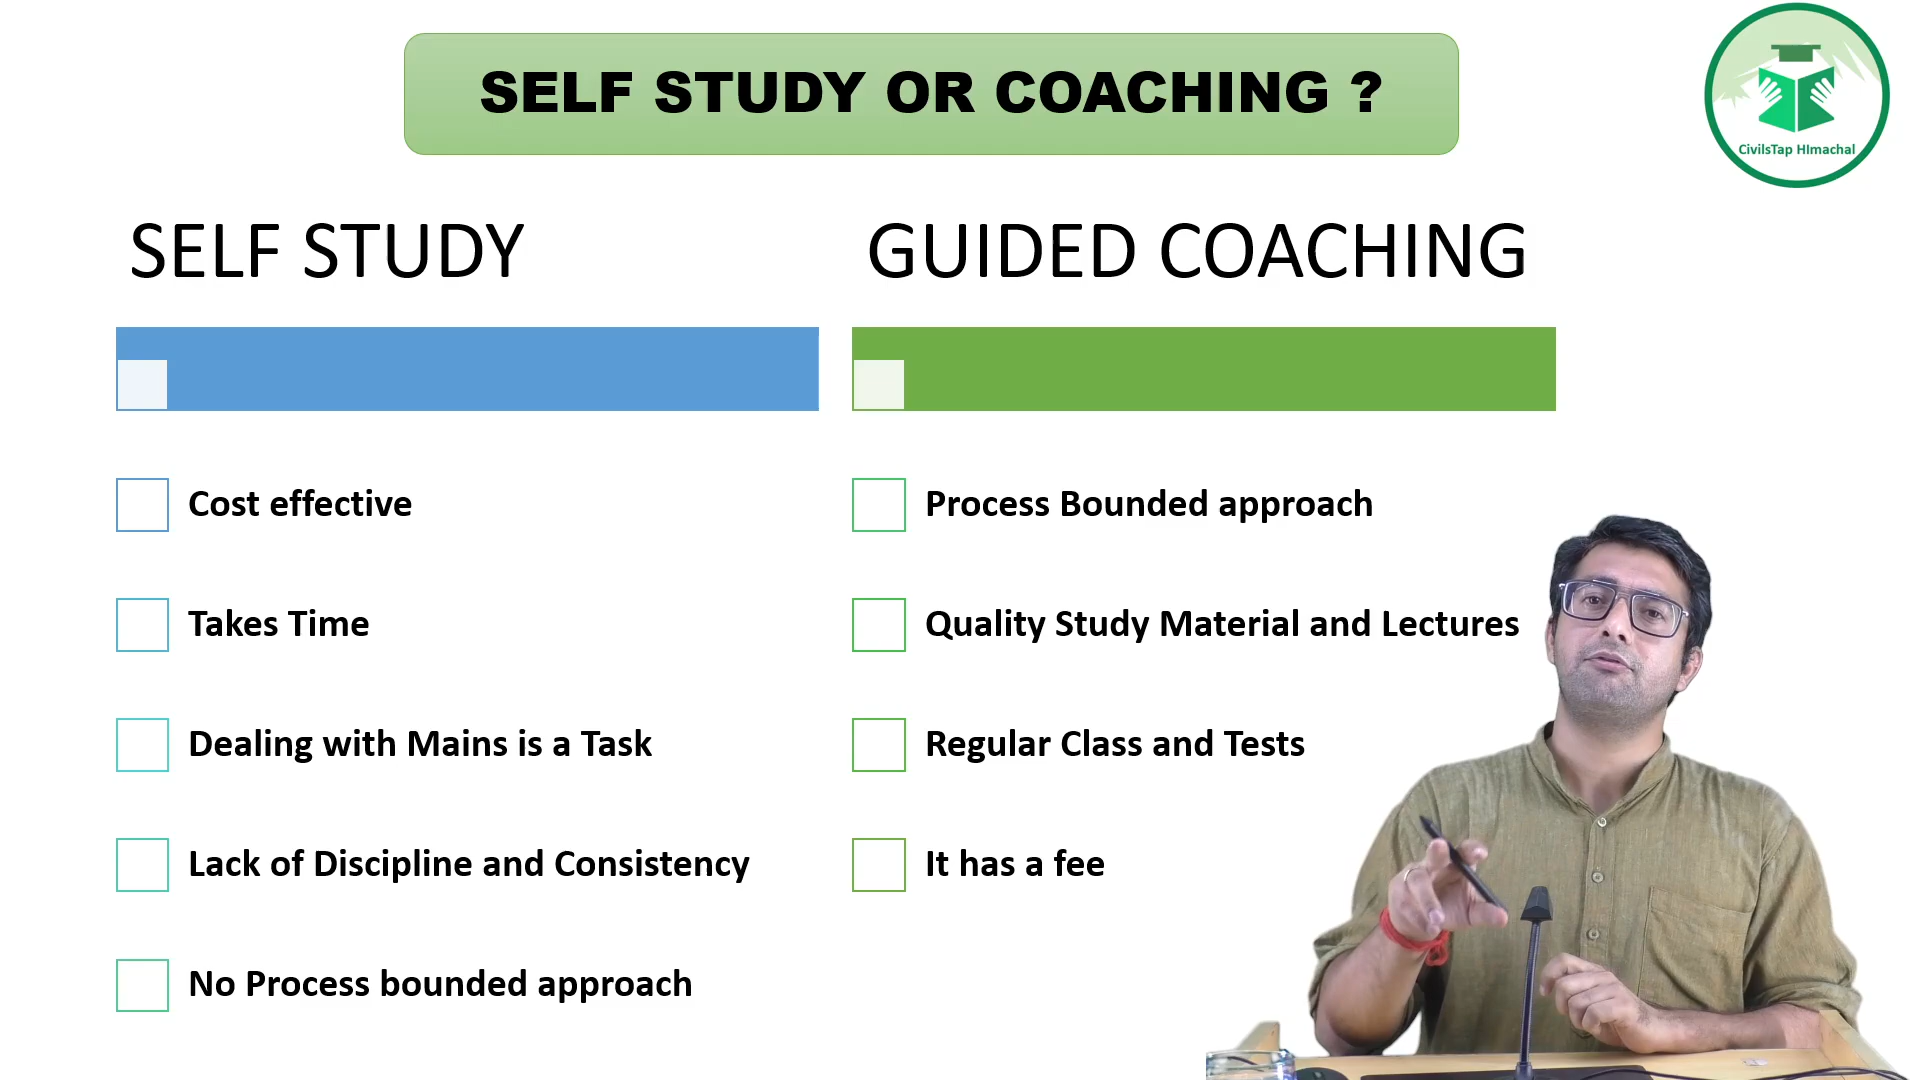 SELF STUDY OR COACHING ?
CivilsTap HImachal
SELF STUDY
Cost effective
Takes Time
Dealing with Mains is a Task
Lack of Discipline and Consistency
No Process bounded approach
GUIDED COACHING
Process Bounded approach
Quality Study Material and Lectures
Regular Class and Tests
It has a fee